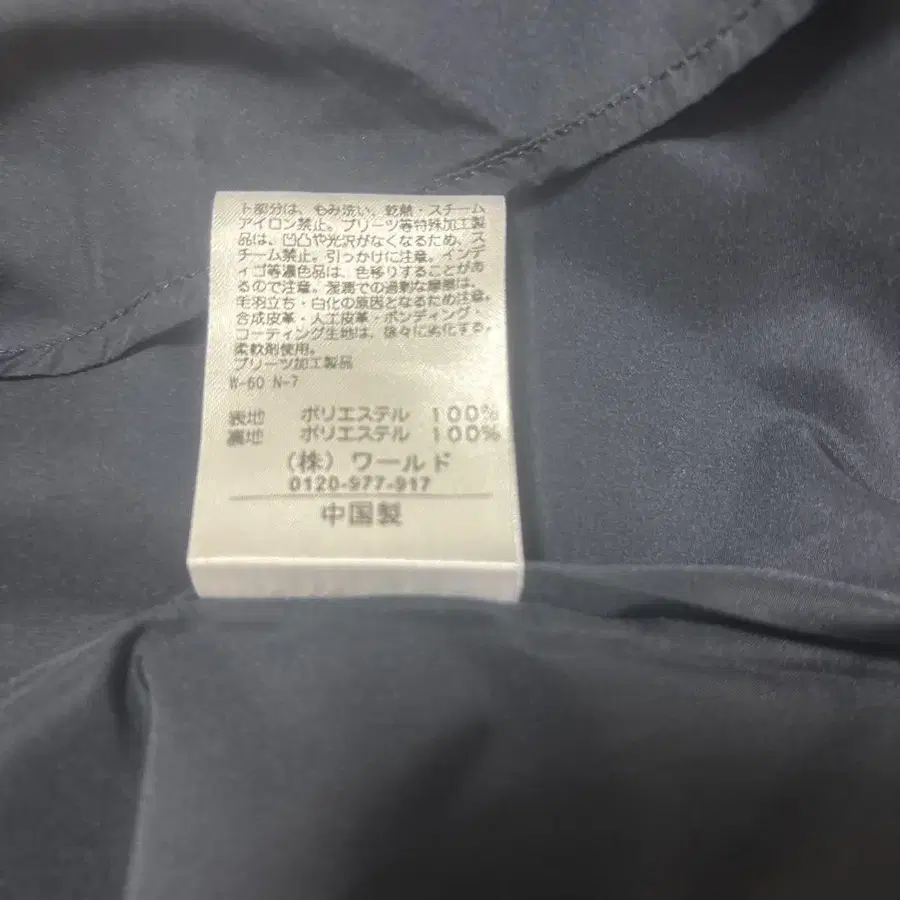 ト部分は、もみ洗い、乾熱・スチーム
アイロン禁止。プリーツ等特殊加工製
品は、凹凸や光沢がなくなるため、ス
チーム禁止。引っかけに注意。インデ
ィゴ等濃色品は、色移りすることがあ
るので注意。湿潤での過剰な摩擦は、
毛羽立ち・白化の原因となるため注意。
合成皮革・人工皮革・ボンディング・
コーティング生地は、徐々に劣化する。
柔軟剤使用。
プリーツ加工製品
W-60 N-7
表地 ポリエステル 100%
裏地 ポリエステル 100%
（株）ワールド
0120-977-917
中国製